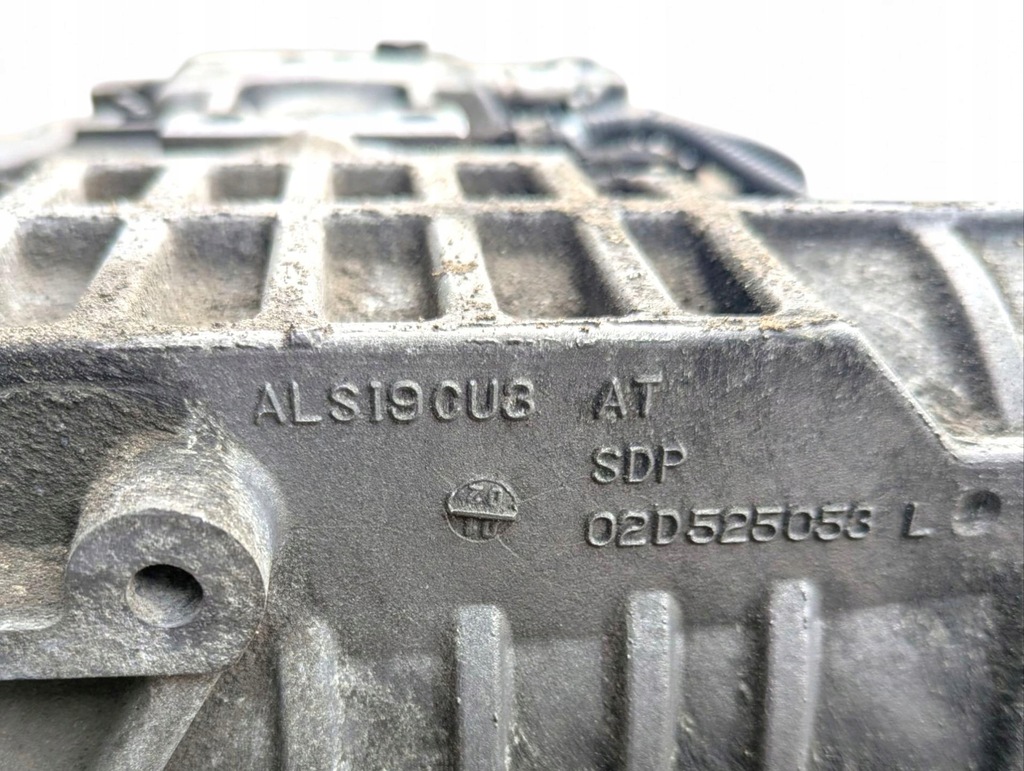 ALSI9CU3 AT
SDP
02D525053 L